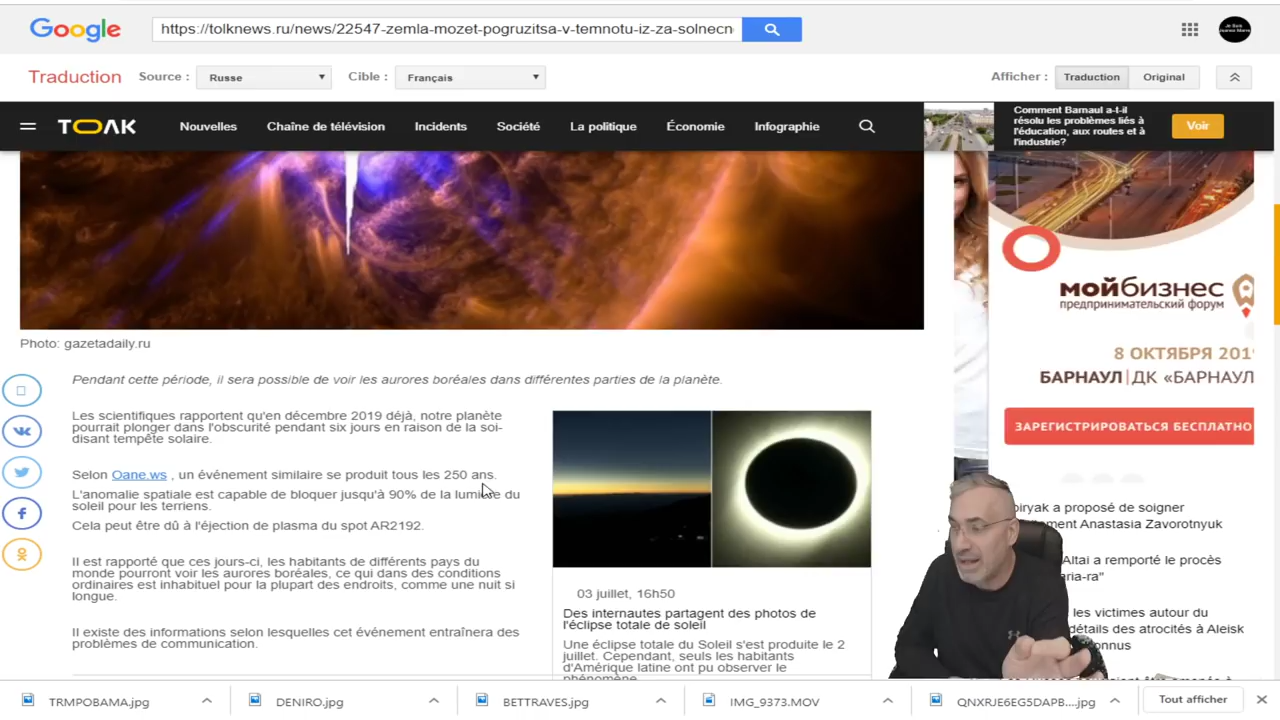 Google
https://tolknews.ru/news/22547-zemla-mozet-pogruzitsa-v-temnotu-iz-za-solnecn
Je Suis
Traduction
Source :
Russe
Cible :
Français
Afficher :
Traduction
Original
TOΛK
Nouvelles
Chaîne de télévision
Incidents
Société
La politique
Économie
Infographie
Comment Barnaul a-t-il
résolu les problèmes liés à
l'éducation, aux routes et à
l'industrie?
Voir
Photo: gazetadaily.ru
Pendant cette période, il sera possible de voir les aurores boréales dans différentes parties de la planète.
Les scientifiques rapportent qu'en décembre 2019 déjà, notre planète
pourrait plonger dans l'obscurité pendant six jours en raison de la soi-
disant tempête solaire.
Selon Oane.ws , un événement similaire se produit tous les 250 ans.
L'anomalie spatiale est capable de bloquer jusqu'à 90% de la lumière du
soleil pour les terriens.
Cela peut être dû à l'éjection de plasma du spot AR2192.
Il est rapporté que ces jours-ci, les habitants de différents pays du
monde pourront voir les aurores boréales, ce qui dans des conditions
ordinaires est inhabituel pour la plupart des endroits, comme une nuit si
longue.
Il existe des informations selon lesquelles cet événement entraînera des
problèmes de communication.
03 juillet, 16h50
Des internautes partagent des photos de
l'éclipse totale de soleil
Une éclipse totale du Soleil s'est produite le 2
juillet. Cependant, seuls les habitants
d'Amérique latine ont pu observer le
phénomène
мойбизнес
предпринимательский форум
8 ОКТЯБРЯ 201
БАРНАУЛ | ДК «БАРНАУЛ
ЗАРЕГИСТРИРОВАТЬСЯ БЕСПЛАТНО
piryak a proposé de soigner
Anastasia Zavorotnyuk
Altai a remporté le procès
ria-ra"
les victimes autour du
détails des atrocités à Aleisk
onnus
TRMPOBAMA.jpg
DENIRO.jpg
BETTRAVES.jpg
IMG_9373.MOV
QNXRJE6EG5DAPB....jpg
Tout afficher